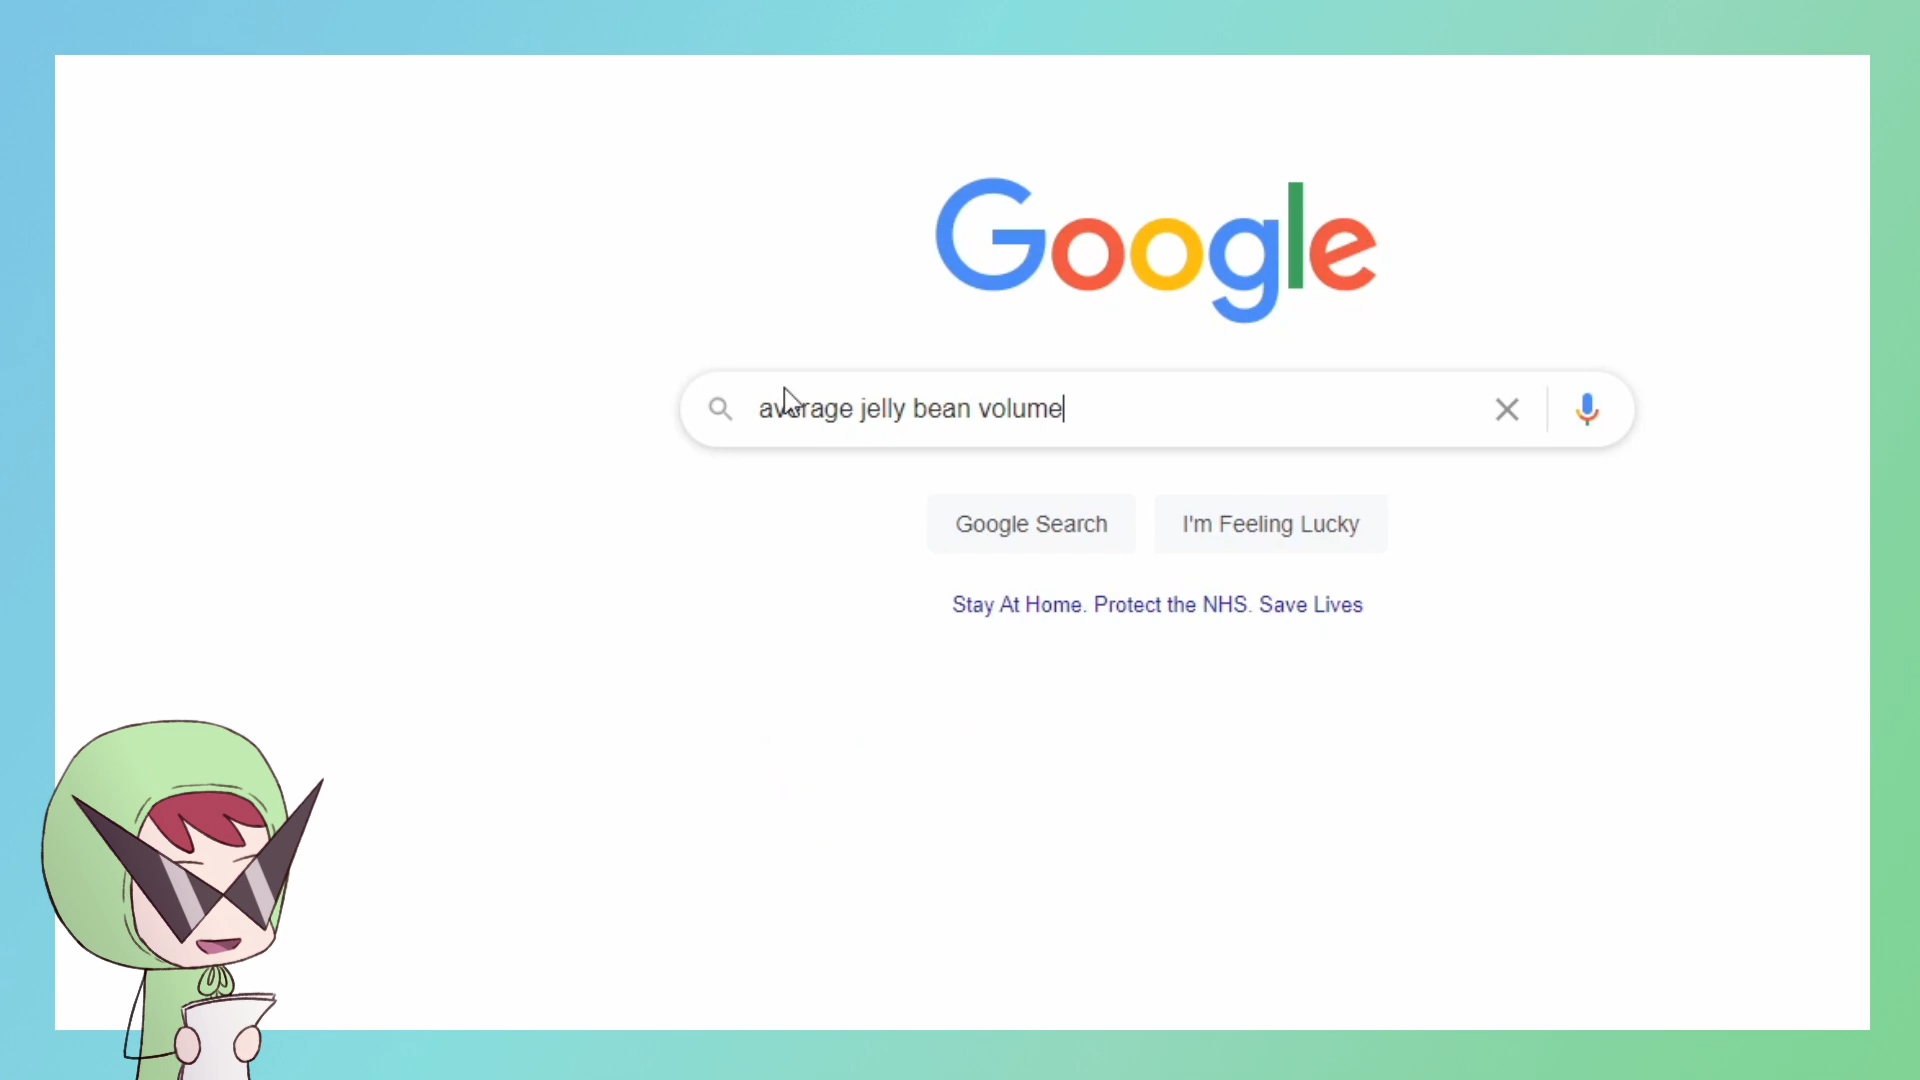 Google
average jelly bean volume
Google Search
I'm Feeling Lucky
Stay At Home. Protect the NHS. Save Lives